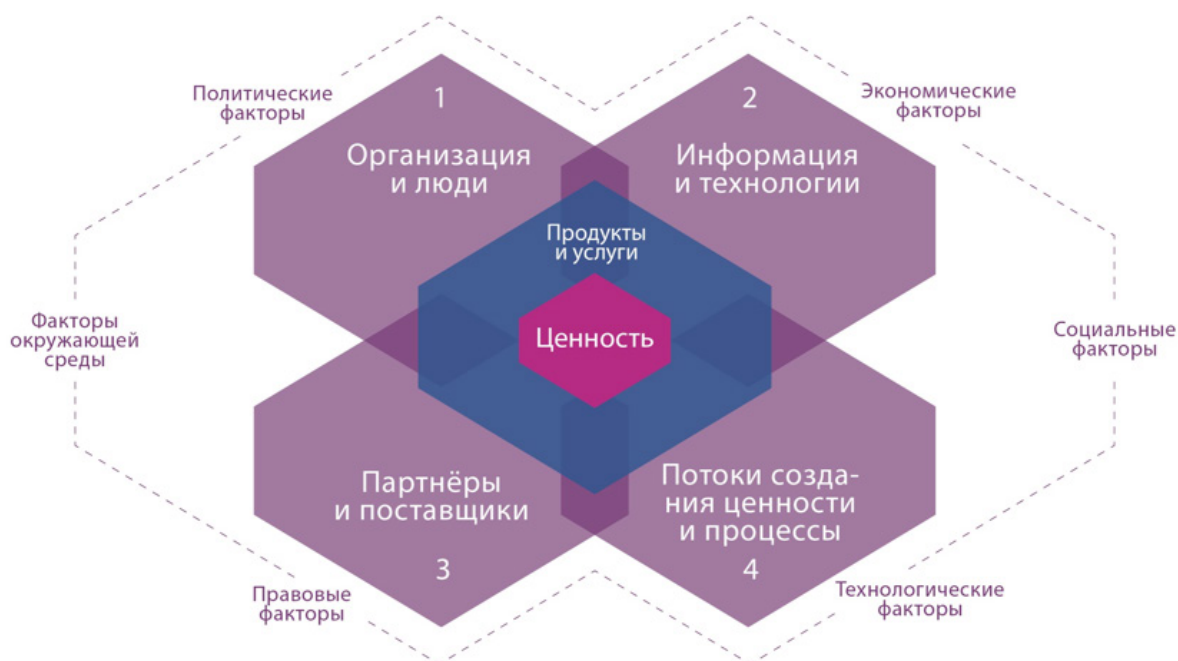 Политические
факторы
1
Организация
и люди
2
Информация
и технологии
Экономические
факторы
Продукты
и услуги
Ценность
Факторы
окружающей
среды
Социальные
факторы
Партнёры
и поставщики
3
Потоки созда-
ния ценности
и процессы
4
Правовые
факторы
Технологические
факторы